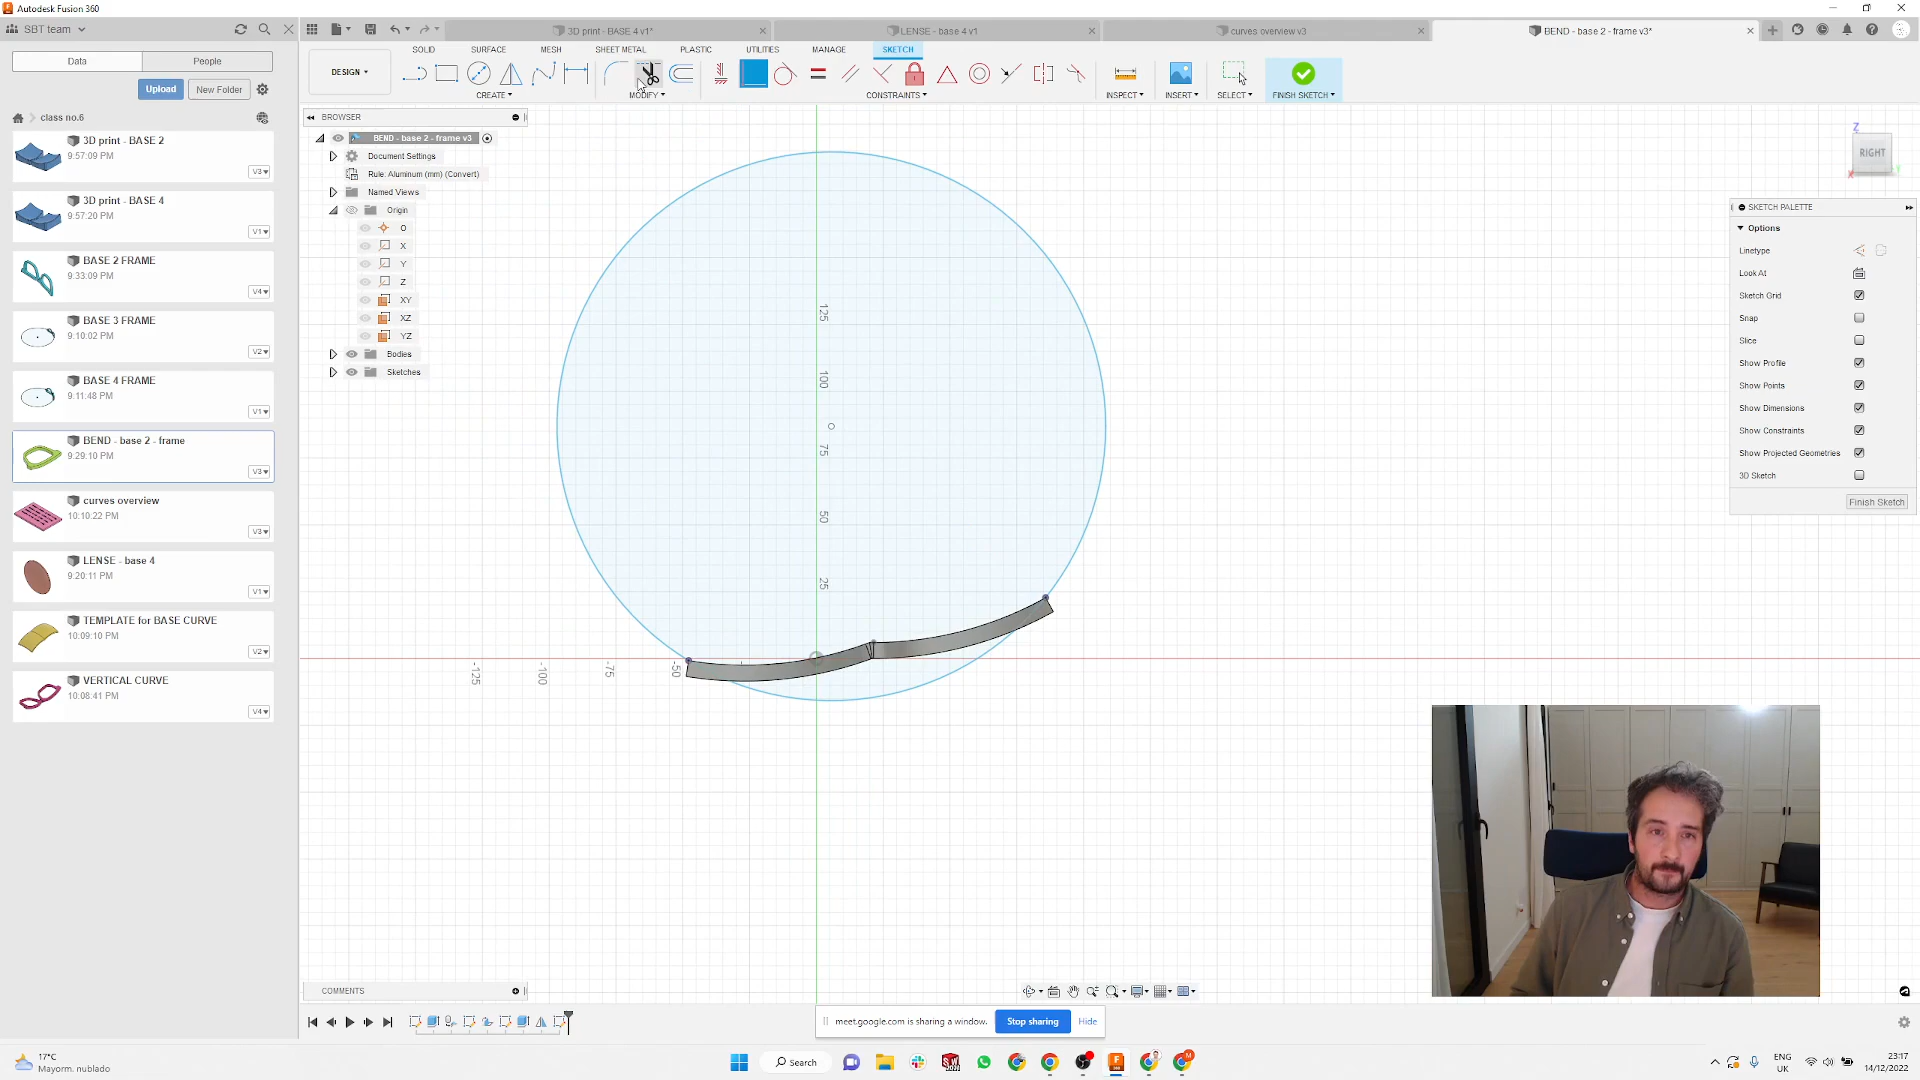 Autodesk Fusion 360
SBT team
3D print - BASE 4 v1*
LENSE - base 4 v1
curves overview v3
BEND - base 2 - frame v3*
Data
People
Upload
New Folder
class no.6
3D print - BASE 2
9:57:09 PM
V3
3D print - BASE 4
9:57:20 PM
V1
BASE 2 FRAME
9:33:09 PM
V4
BASE 3 FRAME
9:10:02 PM
V2
BASE 4 FRAME
9:11:48 PM
V1
BEND - base 2 - frame
9:29:10 PM
V3
curves overview
10:10:22 PM
V3
LENSE - base 4
9:20:11 PM
V1
TEMPLATE for BASE CURVE
10:09:10 PM
V2
VERTICAL CURVE
10:08:41 PM
V4
SOLID
SURFACE
MESH
SHEET METAL
PLASTIC
UTILITIES
MANAGE
SKETCH
DESIGN
CREATE
MODIFY
CONSTRAINTS
INSPECT
INSERT
SELECT
FINISH SKETCH
BROWSER
BEND - base 2 - frame v3
Document Settings
Rule: Aluminum (mm) (Convert)
Named Views
Origin
O
X
Y
Z
XY
XZ
YZ
Bodies
Sketches
125
100
75
50
25
-125
-100
-75
-50
Z
RIGHT
X
Y
SKETCH PALETTE
Options
Linetype
Look At
Sketch Grid
Snap
Slice
Show Profile
Show Points
Show Dimensions
Show Constraints
Show Projected Geometries
3D Sketch
Finish Sketch
COMMENTS
meet.google.com is sharing a window.
Stop sharing
Hide
17°C
Mayorm. nublado
Search
ENG
UK
23:17
14/12/2022